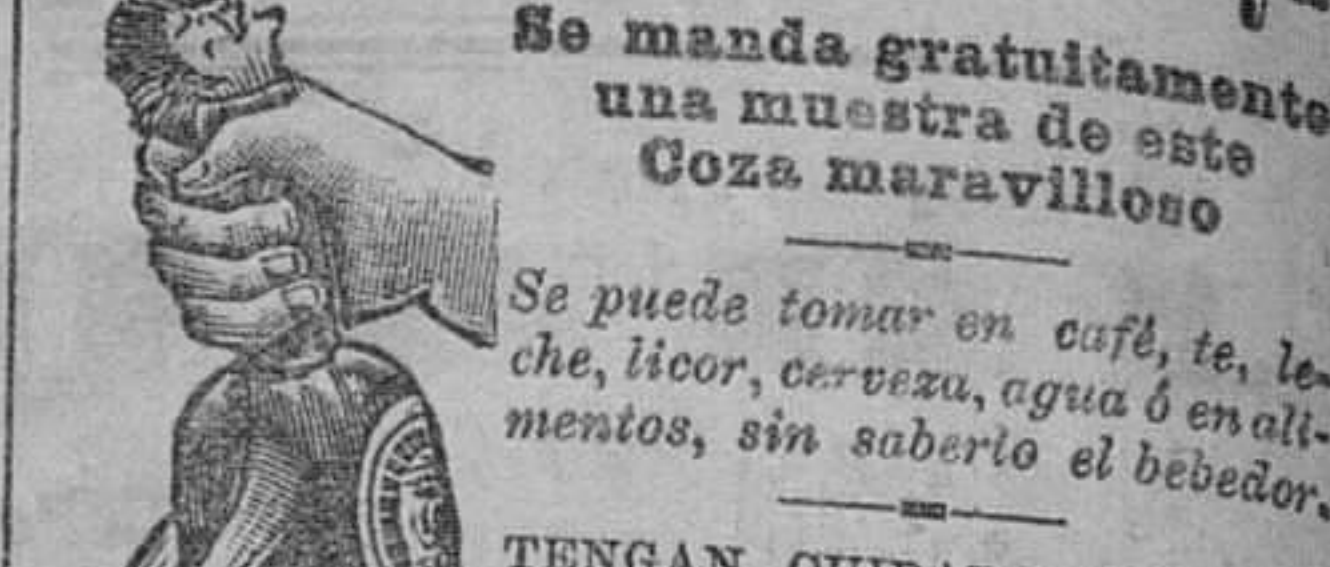 Se manda gratuitamente
una muestra de este
Coza maravilloso
Se puede tomar en café, te, le-
che, licor, cerveza, agua ó en ali-
mentos, sin saberlo el bebedor.
TENGAN